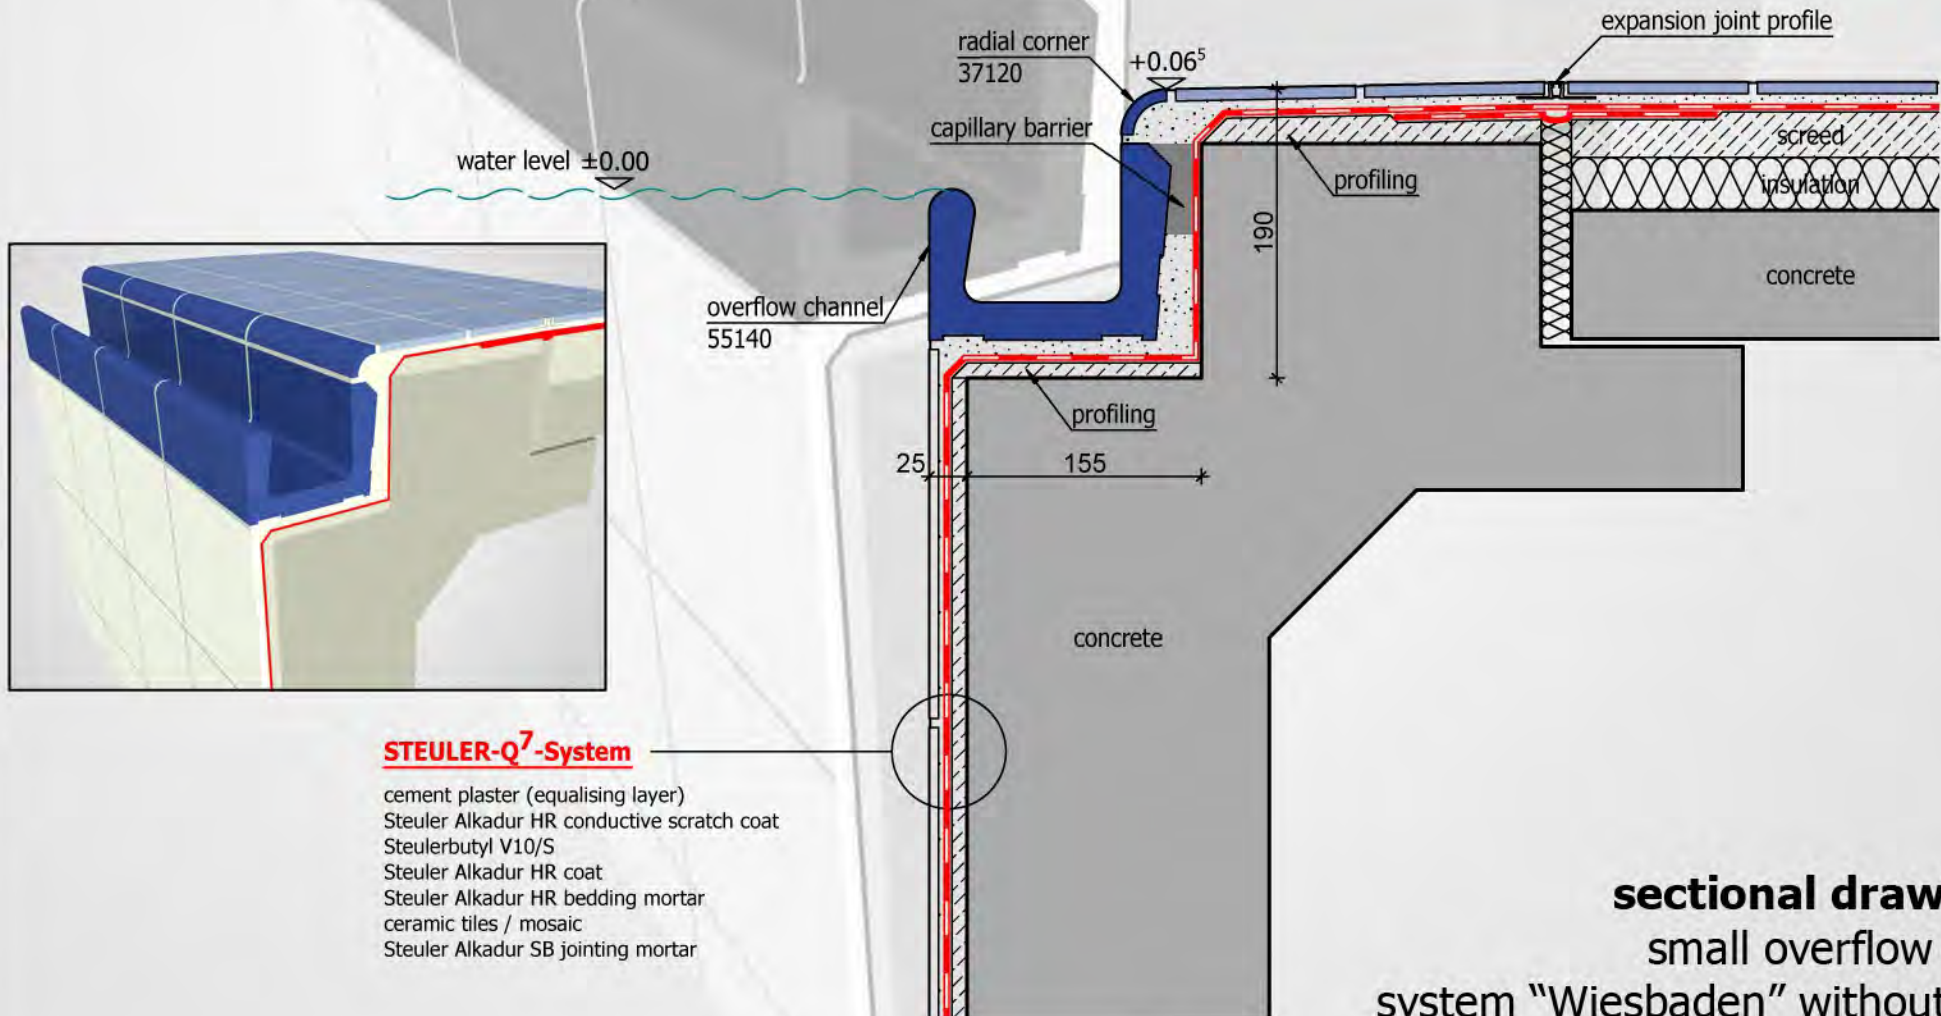 expansion joint profile
radial corner
37120
+0.06⁵
capillary barrier
water level ±0.00
screed
profiling
insulation
190
concrete
overflow channel
55140
profiling
25
155
concrete
STEULER-Q⁷-System
cement plaster (equalising layer)
Steuler Alkadur HR conductive scratch coat
Steulerbutyl V10/S
Steuler Alkadur HR coat
Steuler Alkadur HR bedding mortar
ceramic tiles / mosaic
Steuler Alkadur SB jointing mortar
sectional draw
small overflow
system “Wiesbaden” without